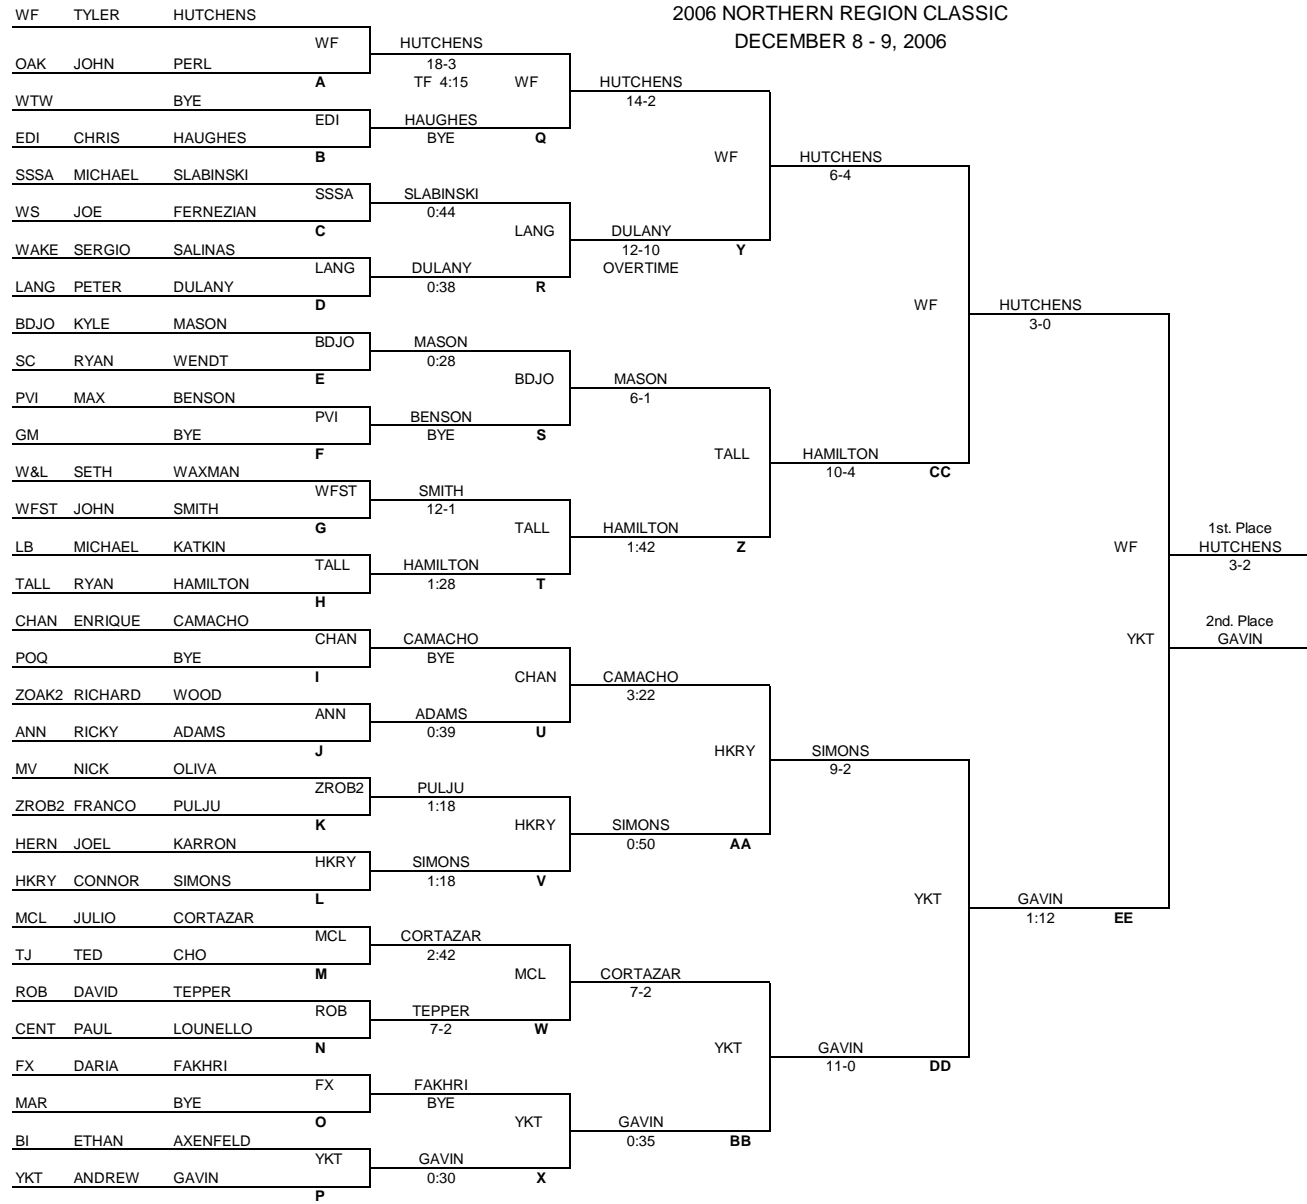 2006 NORTHERN REGION CLASSIC
DECEMBER 8 - 9, 2006
WF TYLER HUTCHENS
WF HUTCHENS
OAK JOHN PERL 18-3
A TF 4:15 WF HUTCHENS
WTW BYE 14-2
EDI HAUGHES
EDI CHRIS HAUGHES BYE Q
B WF HUTCHENS
SSSA MICHAEL SLABINSKI 6-4
SSSA SLABINSKI
WS JOE FERNEZIAN 0:44
C LANG DULANY
WAKE SERGIO SALINAS 12-10 Y
LANG DULANY OVERTIME
LANG PETER DULANY 0:38 R
D WF HUTCHENS
BDJO KYLE MASON 3-0
BDJO MASON
SC RYAN WENDT 0:28
E BDJO MASON
PVI MAX BENSON 6-1
PVI BENSON
GM BYE BYE S
F TALL HAMILTON
W&L SETH WAXMAN 10-4 CC
WFST SMITH
WFST JOHN SMITH 12-1
G TALL HAMILTON 1st. Place
LB MICHAEL KATKIN 1:42 Z WF HUTCHENS
TALL HAMILTON 3-2
TALL RYAN HAMILTON 1:28 T
H
CHAN ENRIQUE CAMACHO 2nd. Place
CHAN CAMACHO YKT GAVIN
POQ BYE BYE
I CHAN CAMACHO
ZOAK2 RICHARD WOOD 3:22
ANN ADAMS
ANN RICKY ADAMS 0:39 U
J HKRY SIMONS
MV NICK OLIVA 9-2
ZROB2 PULJU
ZROB2 FRANCO PULJU 1:18
K HKRY SIMONS
HERN JOEL KARRON 0:50 AA
HKRY SIMONS
HKRY CONNOR SIMONS 1:18 V
L YKT GAVIN
MCL JULIO CORTAZAR 1:12 EE
MCL CORTAZAR
TJ TED CHO 2:42
M MCL CORTAZAR
ROB DAVID TEPPER 7-2
ROB TEPPER
CENT PAUL LOUNELLO 7-2 W
N YKT GAVIN
FX DARIA FAKHRI 11-0 DD
FX FAKHRI
MAR BYE BYE
O YKT GAVIN
BI ETHAN AXENFELD 0:35 BB
YKT GAVIN
YKT ANDREW GAVIN 0:30 X
P